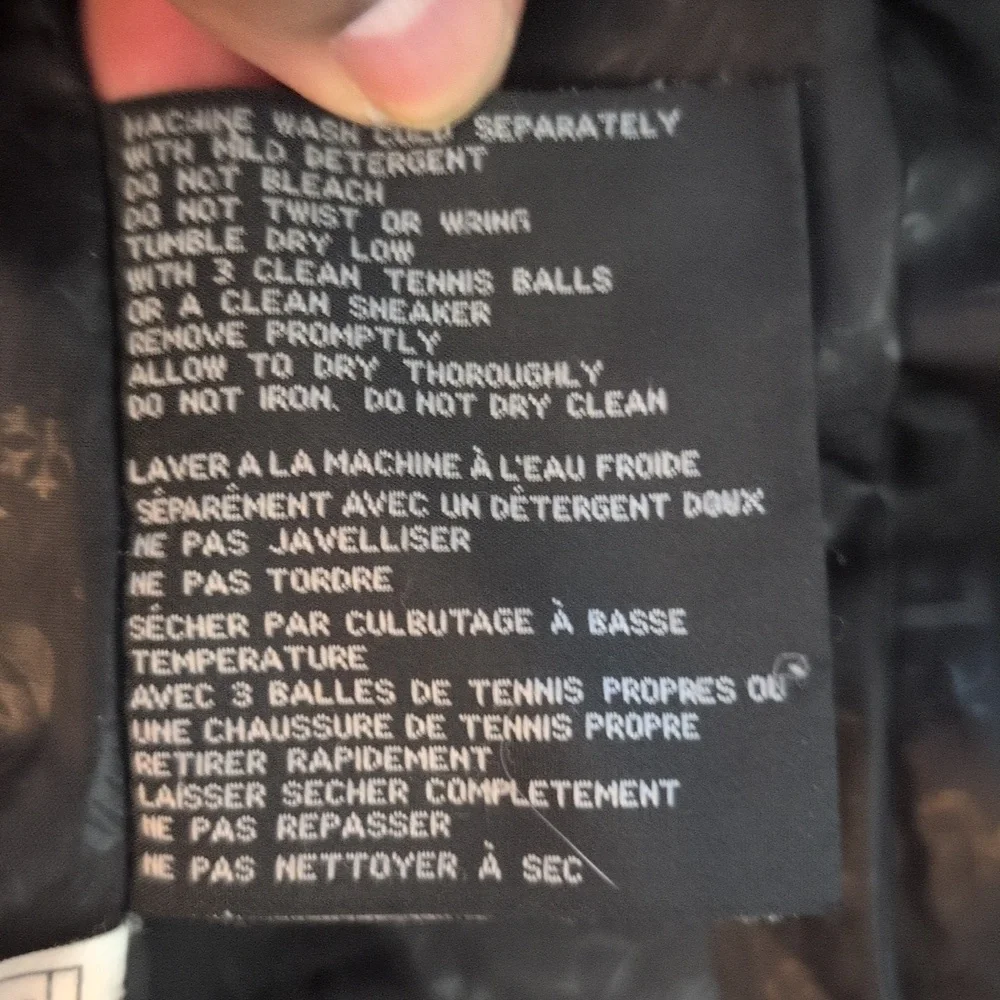 MACHINE WASH COLD SEPARATELY
WITH MILD DETERGENT
DO NOT BLEACH
DO NOT TWIST OR WRING
TUMBLE DRY LOW
WITH 3 CLEAN TENNIS BALLS
OR A CLEAN SNEAKER
REMOVE PROMPTLY
ALLOW TO DRY THOROUGHLY
DO NOT IRON. DO NOT DRY CLEAN
LAVER A LA MACHINE À L'EAU FROIDE
SÉPARÉMENT AVEC UN DÉTERGENT DOUX
NE PAS JAVELLISER
NE PAS TORDRE
SÉCHER PAR CULBUTAGE À BASSE
TEMPERATURE
AVEC 3 BALLES DE TENNIS PROPRES OU
UNE CHAUSSURE DE TENNIS PROPRE
RETIRER RAPIDEMENT
LAISSER SECHER COMPLETEMENT
NE PAS REPASSER
NE PAS NETTOYER À SEC